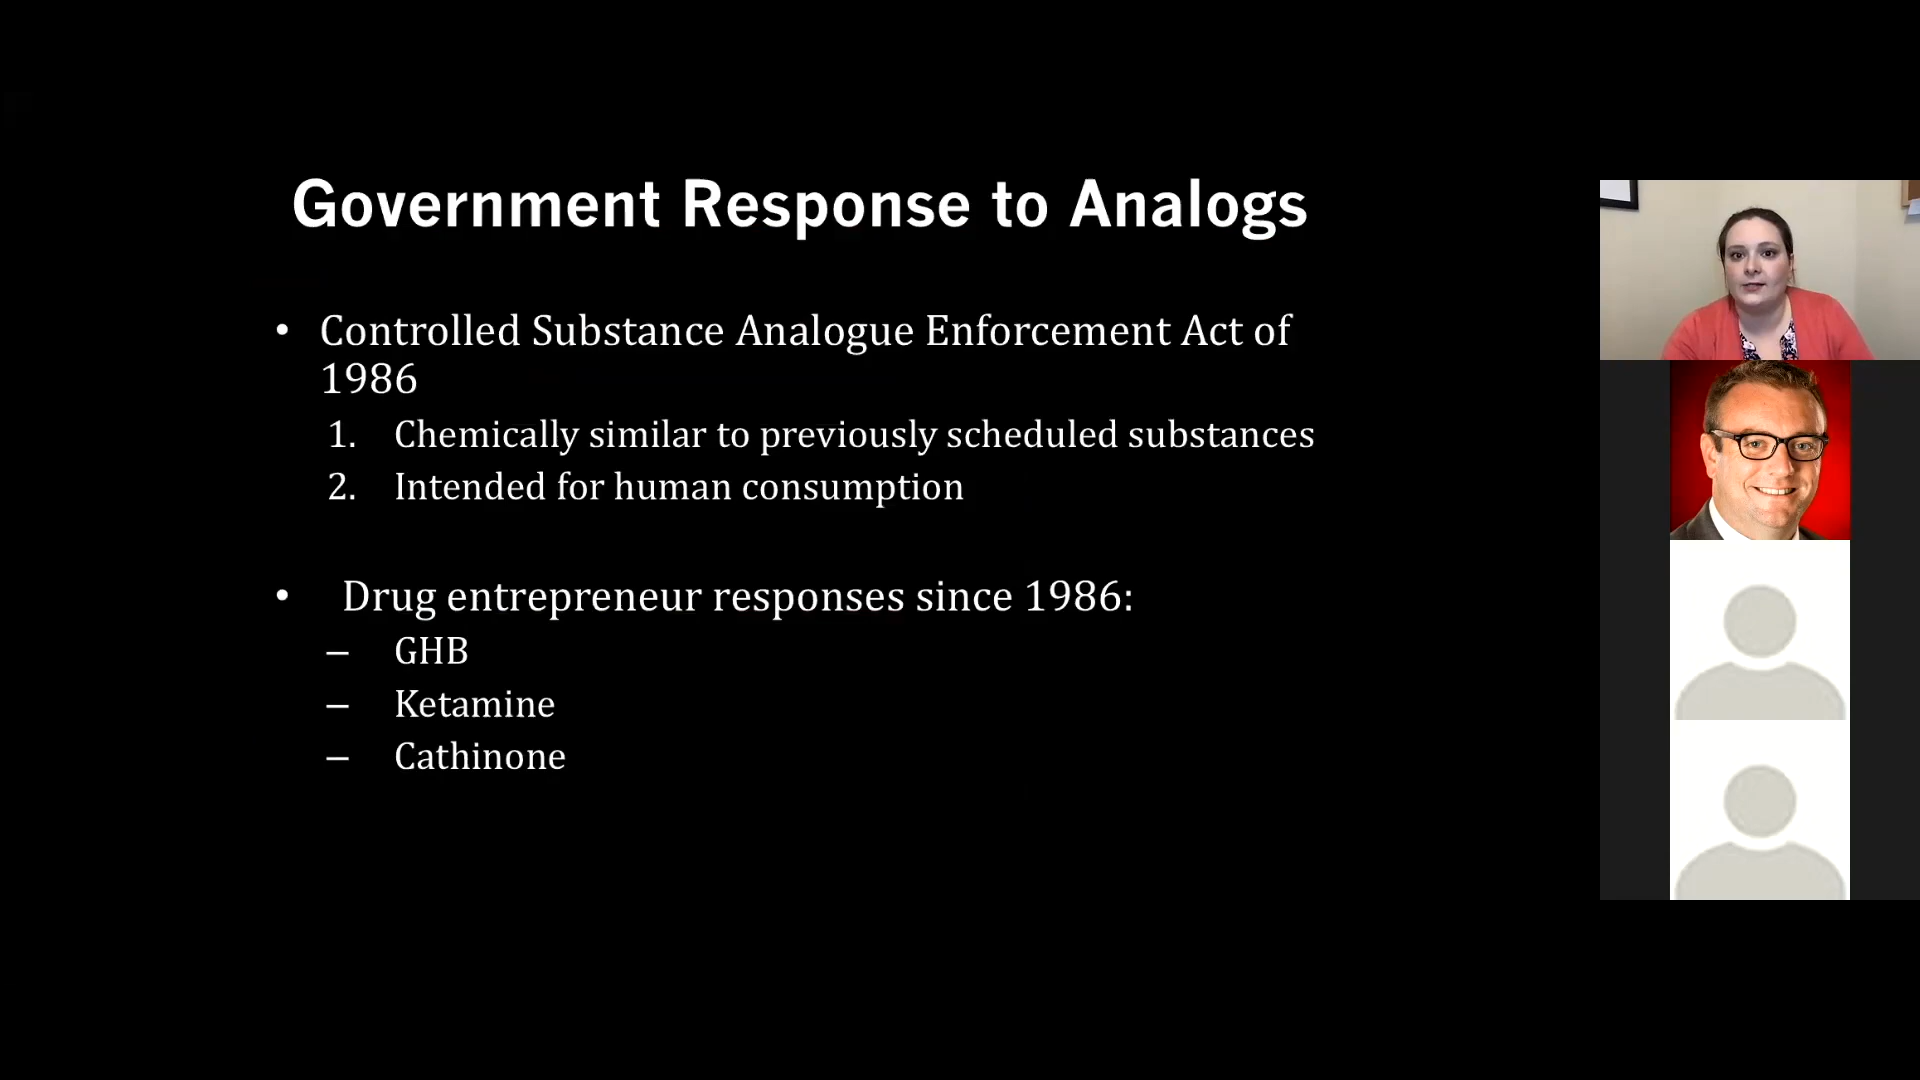 Government Response to Analogs
• Controlled Substance Analogue Enforcement Act of
1986
1. Chemically similar to previously scheduled substances
2. Intended for human consumption
• Drug entrepreneur responses since 1986:
– GHB
– Ketamine
– Cathinone